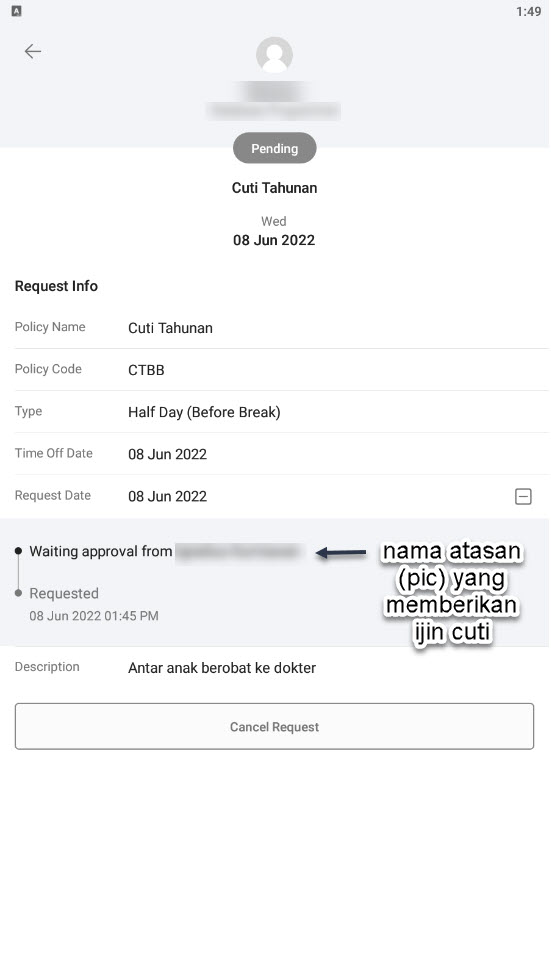 A
1:49
Pending
Cuti Tahunan
Wed
08 Jun 2022
Request Info
Policy Name Cuti Tahunan
Policy Code CTBB
Type Half Day (Before Break)
Time Off Date 08 Jun 2022
Request Date 08 Jun 2022
Waiting approval from
nama atasan
(pic) yang
memberikan
ijin cuti
Requested
08 Jun 2022 01:45 PM
Description Antar anak berobat ke dokter
Cancel Request